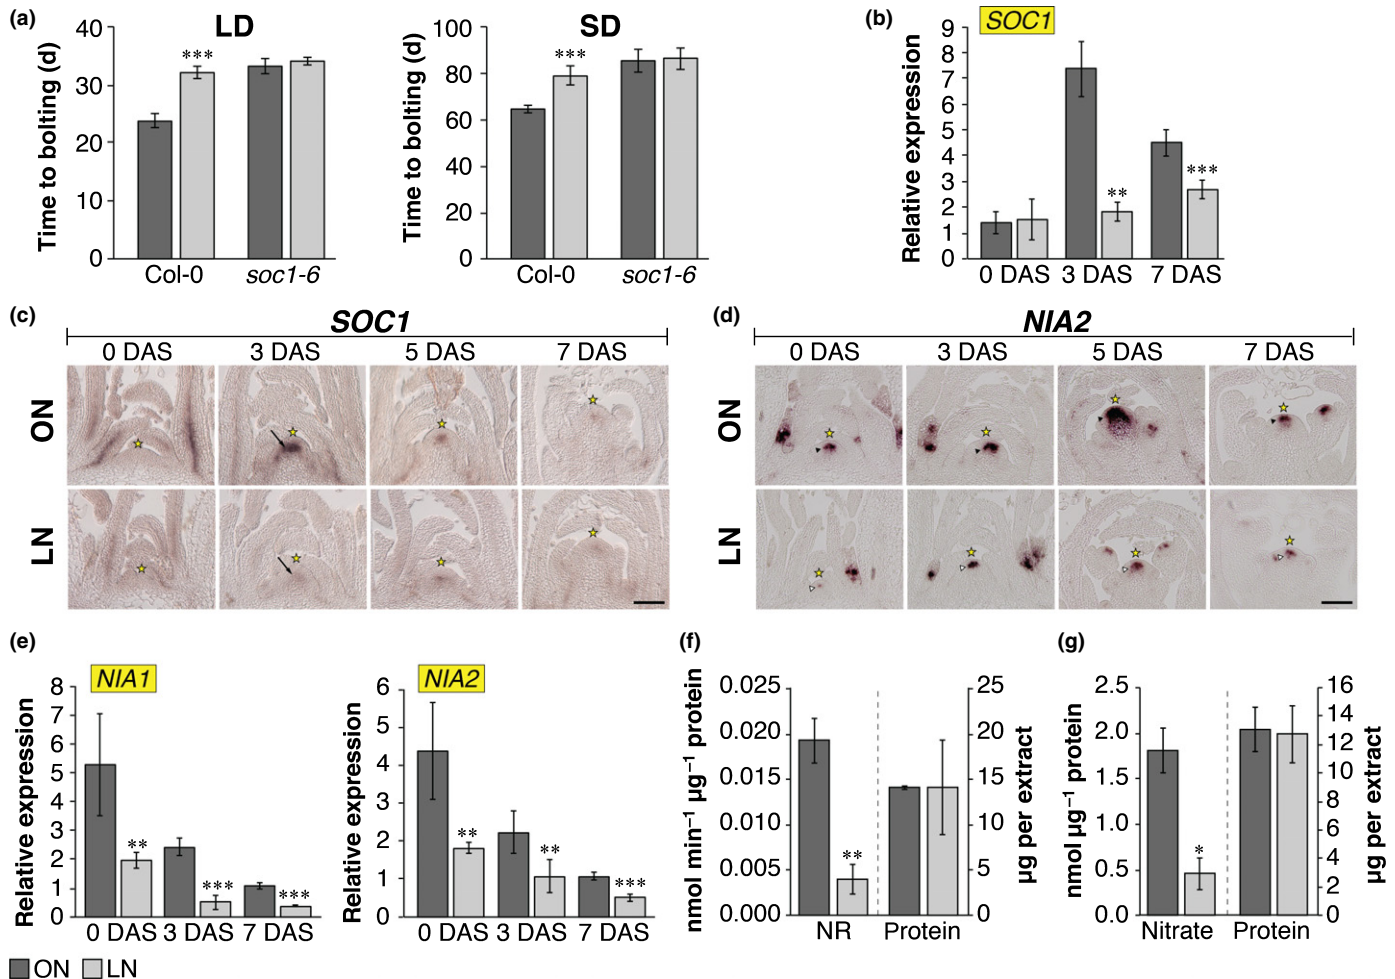 (a)
LD
Time to bolting (d)
40
30
20
10
0
***
Col-0
soc1-6
SD
Time to bolting (d)
100
80
60
40
20
0
***
Col-0
soc1-6
(b)
SOC1
Relative expression
9
8
7
6
5
4
3
2
1
0
**
***
0 DAS
3 DAS
7 DAS
(c)
SOC1
0 DAS
3 DAS
5 DAS
7 DAS
ON
LN
(d)
NIA2
0 DAS
3 DAS
5 DAS
7 DAS
ON
LN
(e)
NIA1
Relative expression
8
7
6
5
4
3
2
1
0
**
***
***
0 DAS
3 DAS
7 DAS
NIA2
Relative expression
6
5
4
3
2
1
0
**
**
***
0 DAS
3 DAS
7 DAS
ON
LN
(f)
nmol min⁻¹ µg⁻¹ protein
0.025
0.020
0.015
0.010
0.005
0.000
**
NR
Protein
25
20
15
10
5
0
µg per extract
(g)
nmol µg⁻¹ protein
2.5
2.0
1.5
1.0
0.5
0.0
*
Nitrate
Protein
16
14
12
10
8
6
4
2
0
µg per extract